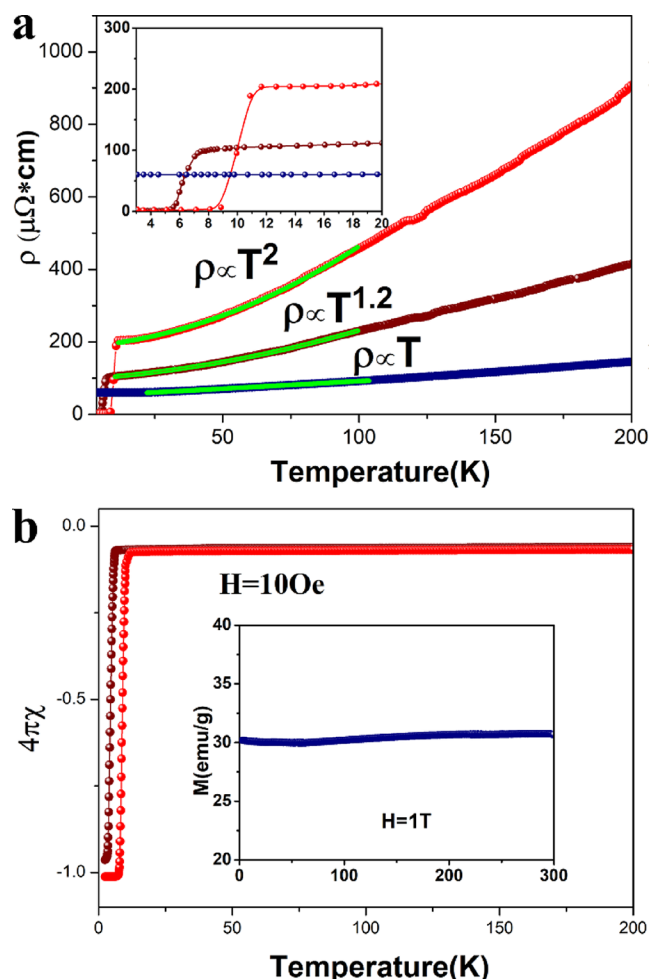 a
1000
800
600
400
200
0
ρ (μΩ*cm)
300
200
100
0
4 6 8 10 12 14 16 18 20
ρ∝T²
ρ∝T¹·²
ρ∝T
50 100 150 200
Temperature(K)
b
0.0
-0.5
-1.0
4πχ
H=10Oe
40
35
30
25
20
M(emu/g)
H=1T
0 100 200 300
0 50 100 150 200
Temperature(K)